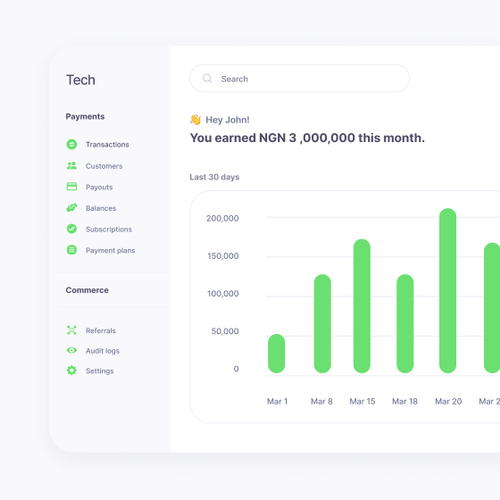 Tech
Payments
Transactions
Customers
Payouts
Balances
Subscriptions
Payment plans
Commerce
Referrals
Audit logs
Settings
Search
Hey John!
You earned NGN 3 ,000,000 this month.
Last 30 days
200,000
150,000
100,000
50,000
0
Mar 1 Mar 8 Mar 15 Mar 18 Mar 20 Mar 2